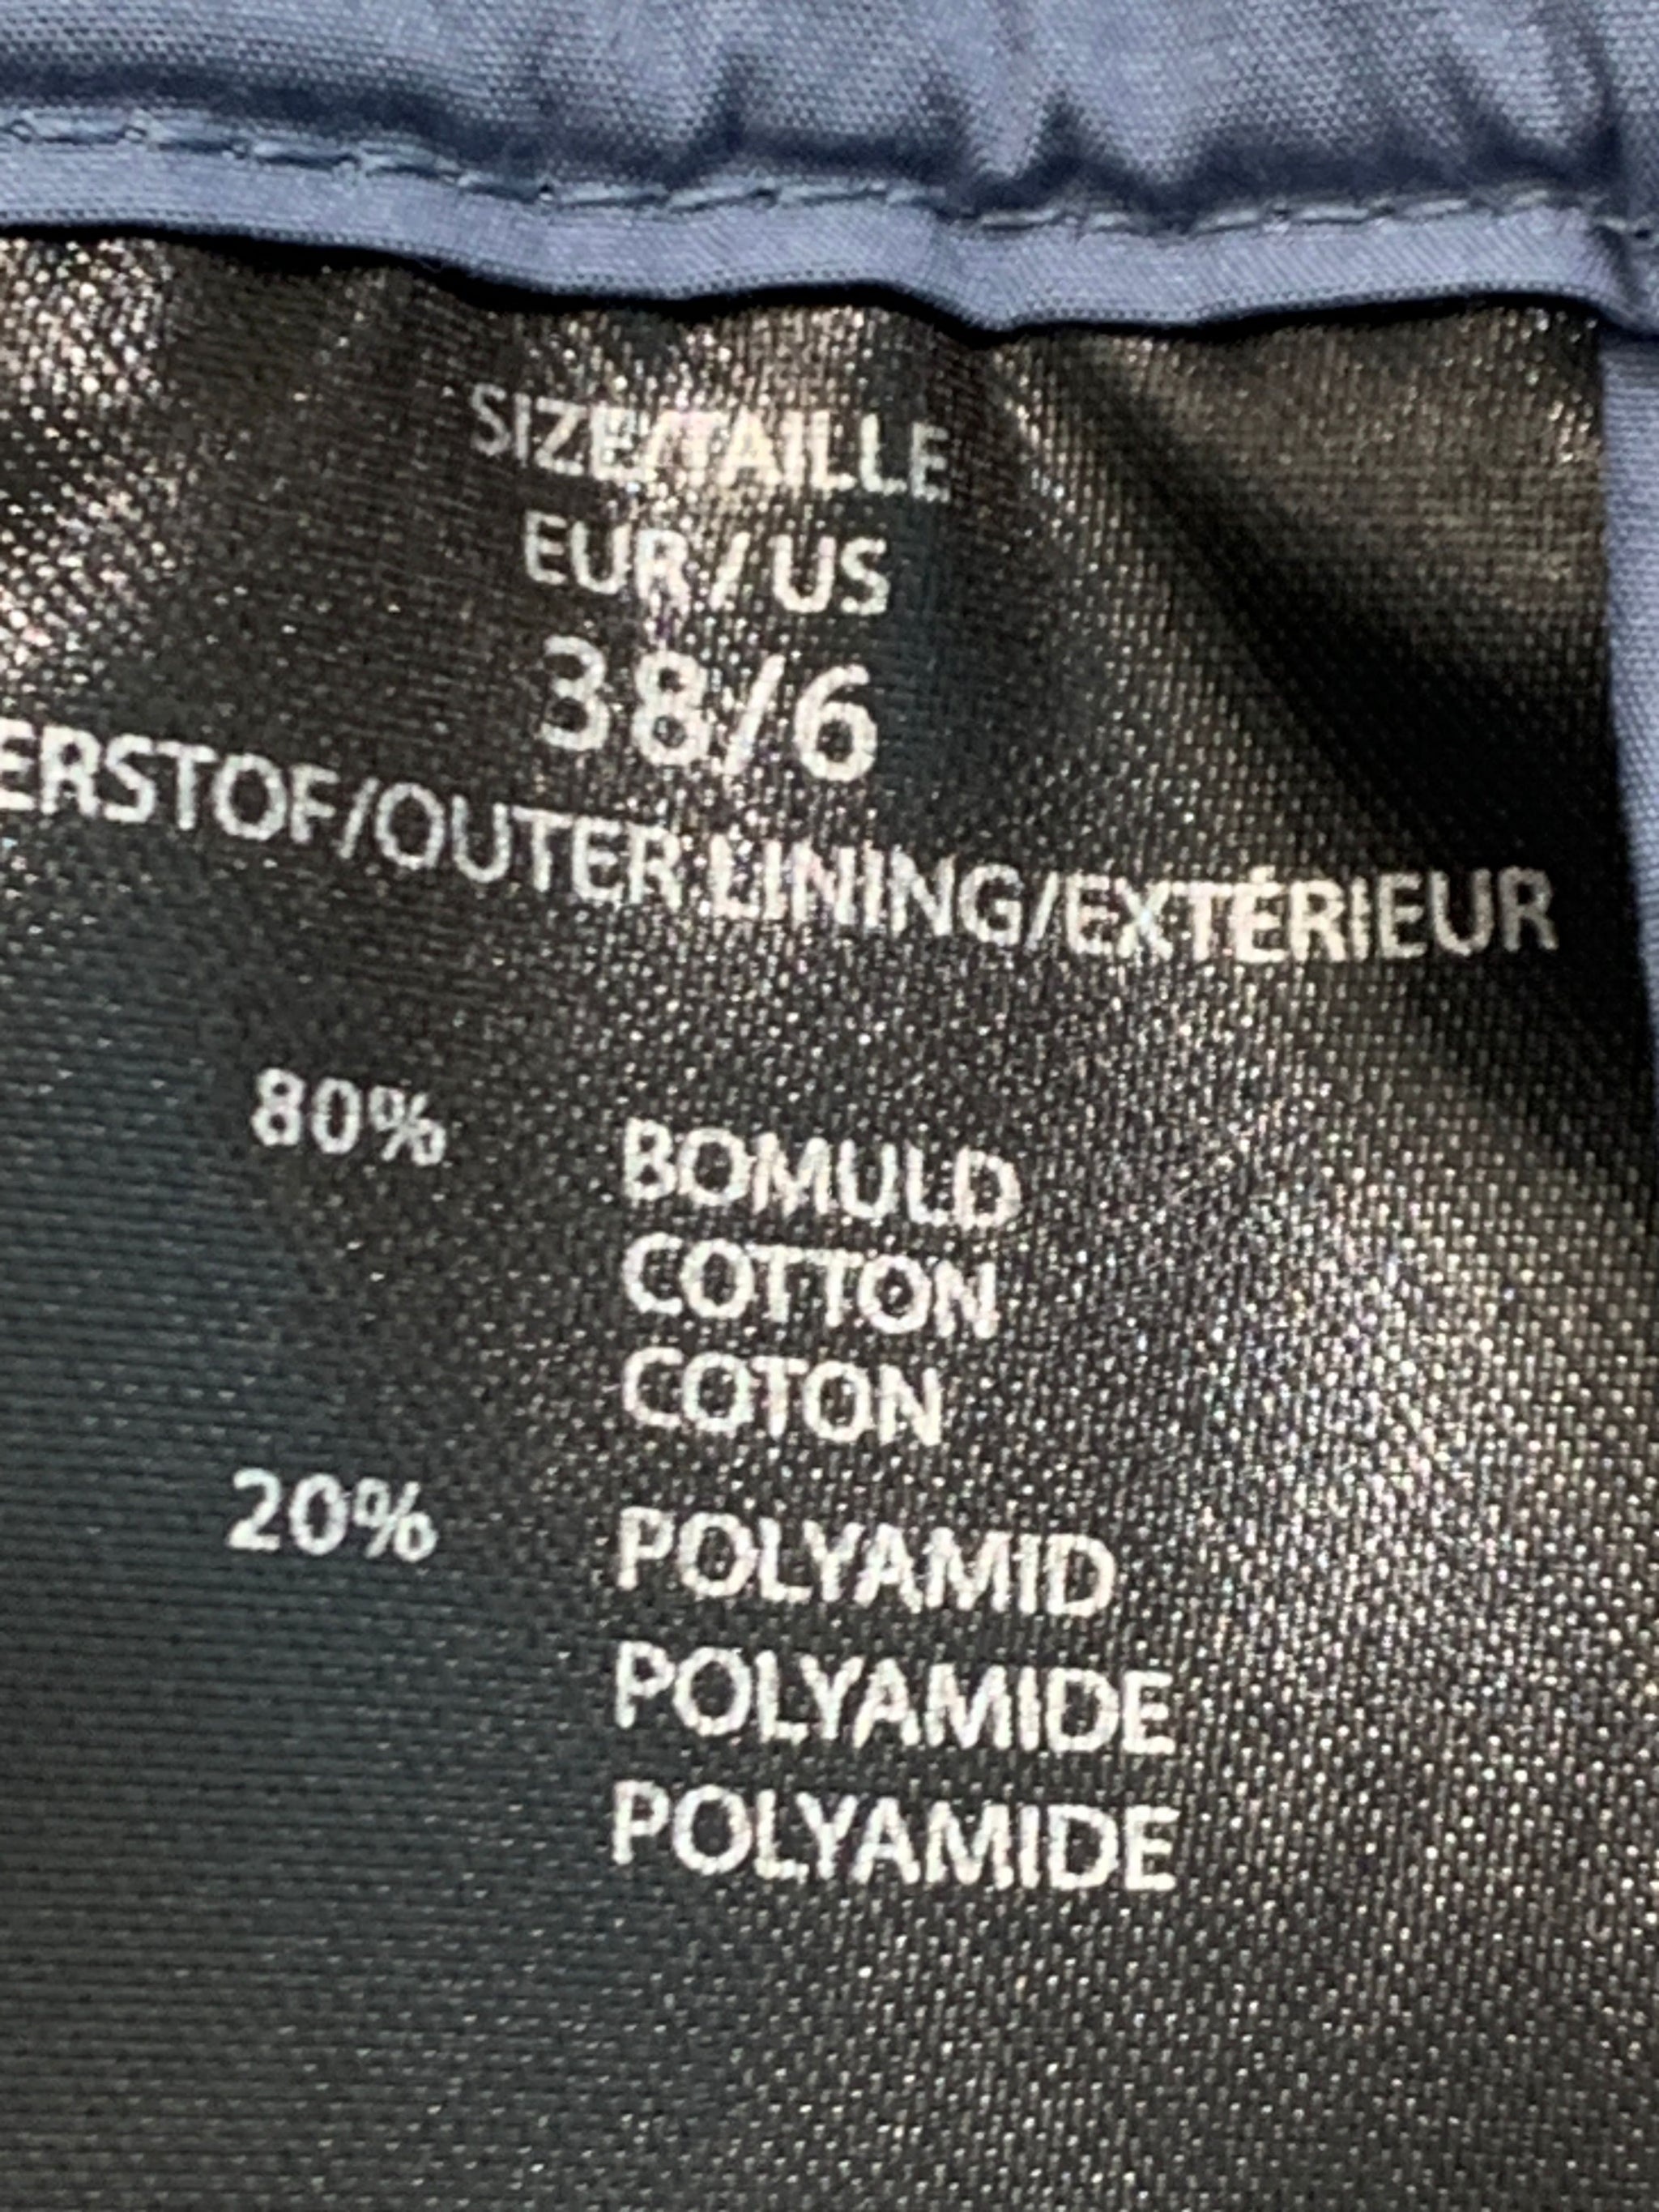 SIZE/TAILLE
EUR / US
38/6
ERSTOF/OUTER LINING/EXTÉRIEUR
80% BOMULD
COTTON
COTON
20% POLYAMID
POLYAMIDE
POLYAMIDE